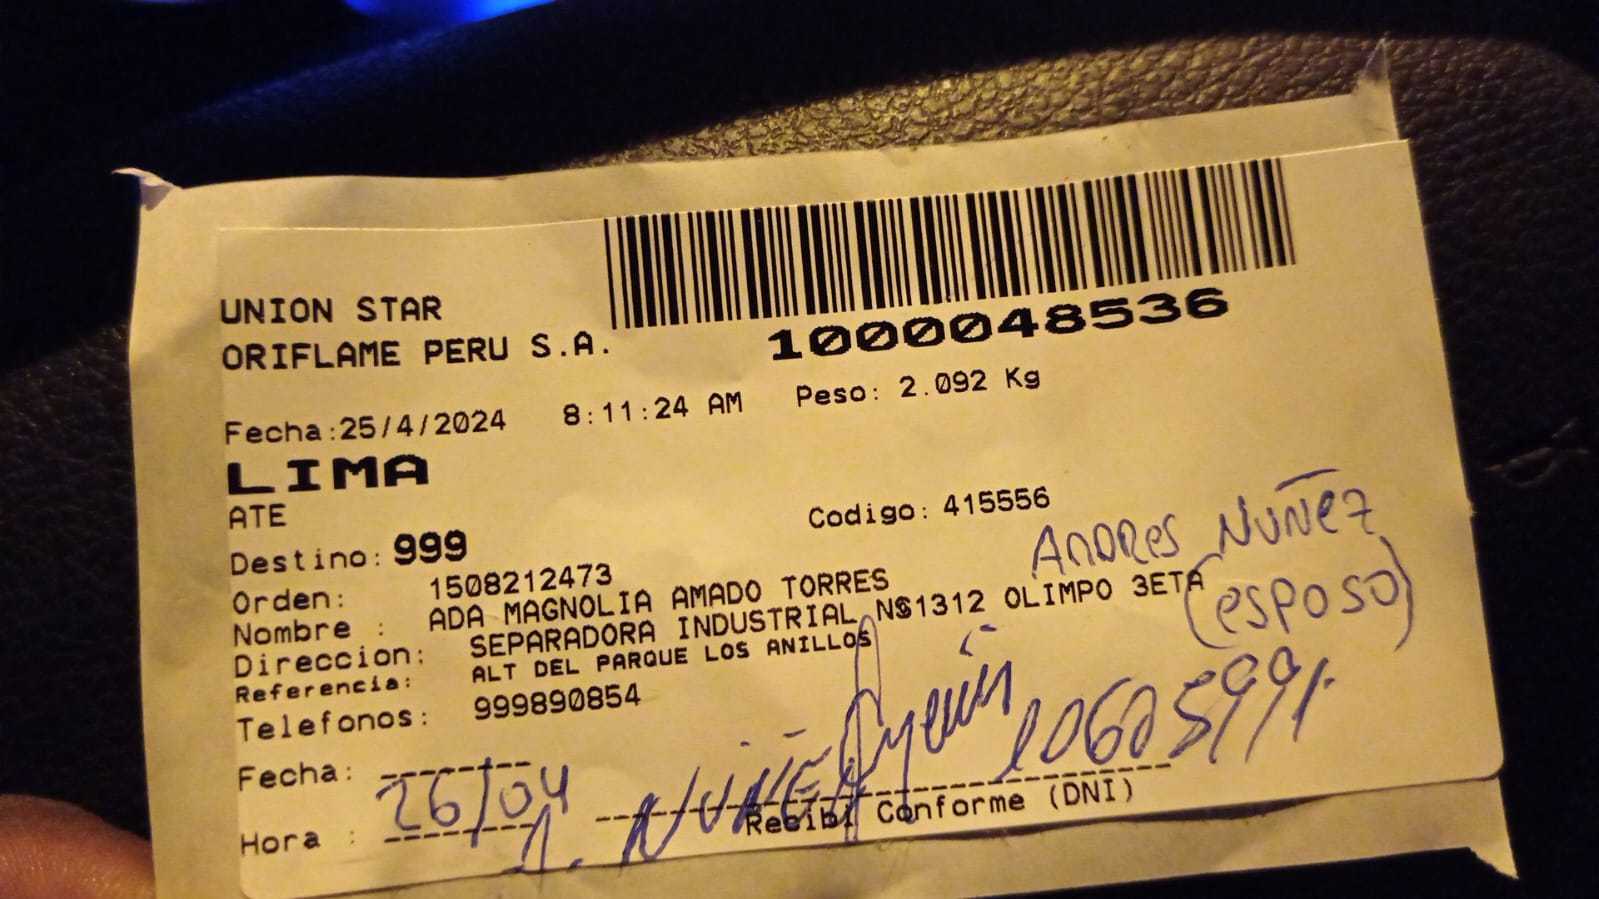 UNION STAR
ORIFLAME PERU S.A.
1000048536
Fecha:25/4/2024 8:11:24 AM Peso: 2.092 Kg
LIMA
ATE
Codigo: 415556
Destino: 999
ANDRES NUÑEZ
(esposo)
Orden: 1508212473
Nombre : ADA MAGNOLIA AMADO TORRES
Direccion: SEPARADORA INDUSTRIAL N$1312 OLIMPO 3ETA
Referencia: ALT DEL PARQUE LOS ANILLOS
Telefonos: 999890854
Fecha: 26/04
A. NUÑEZ
Hora :
Recibi Conforme (DNI)